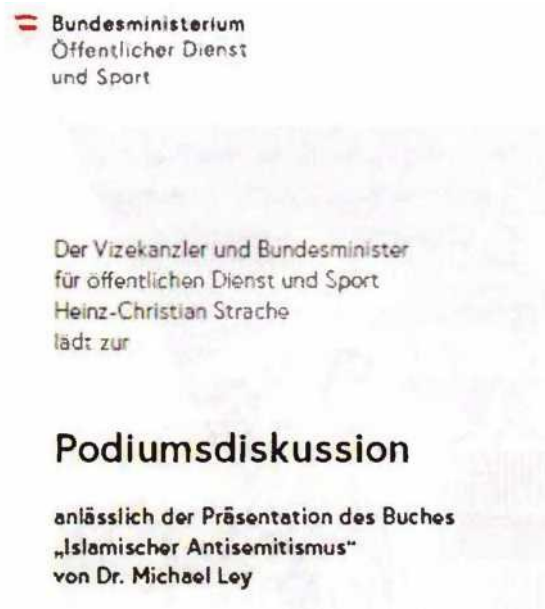 Bundesministerium
Öffentlicher Dienst
und Sport
Der Vizekanzler und Bundesminister
für öffentlichen Dienst und Sport
Heinz-Christian Strache
lädt zur
Podiumsdiskussion
anlässlich der Präsentation des Buches
„Islamischer Antisemitismus“
von Dr. Michael Ley